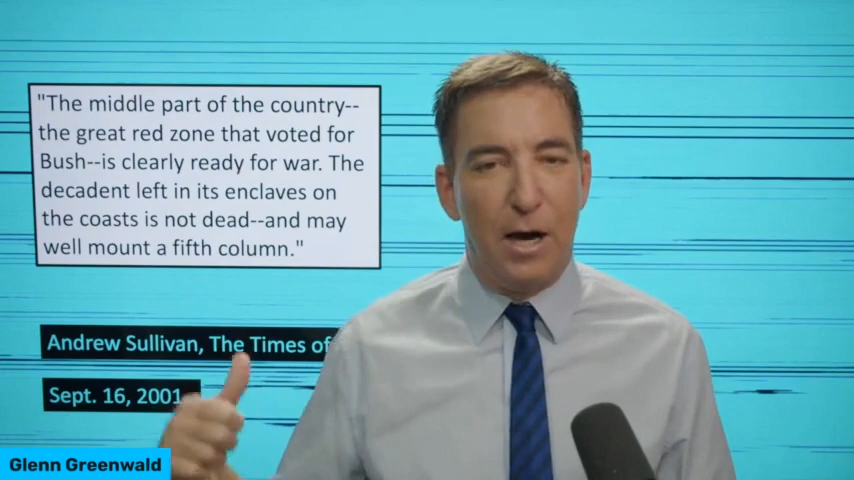 "The middle part of the country--
the great red zone that voted for
Bush--is clearly ready for war. The
decadent left in its enclaves on
the coasts is not dead--and may
well mount a fifth column."
Andrew Sullivan, The Times of
Sept. 16, 2001
Glenn Greenwald